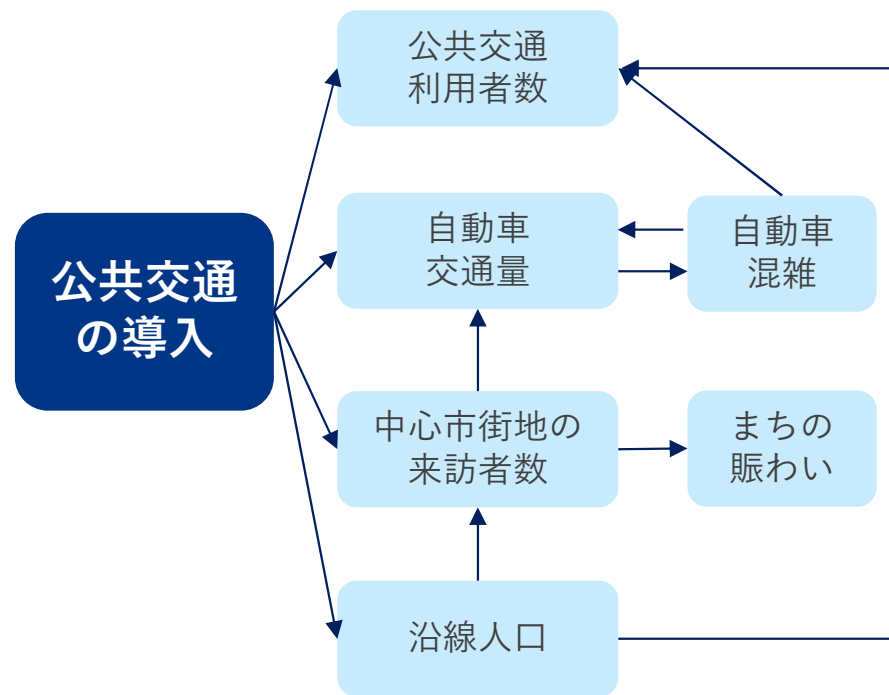 公共交通
利用者数
自動車
交通量
自動車
混雑
公共交通
の導入
中心市街地の
来訪者数
まちの
賑わい
沿線人口